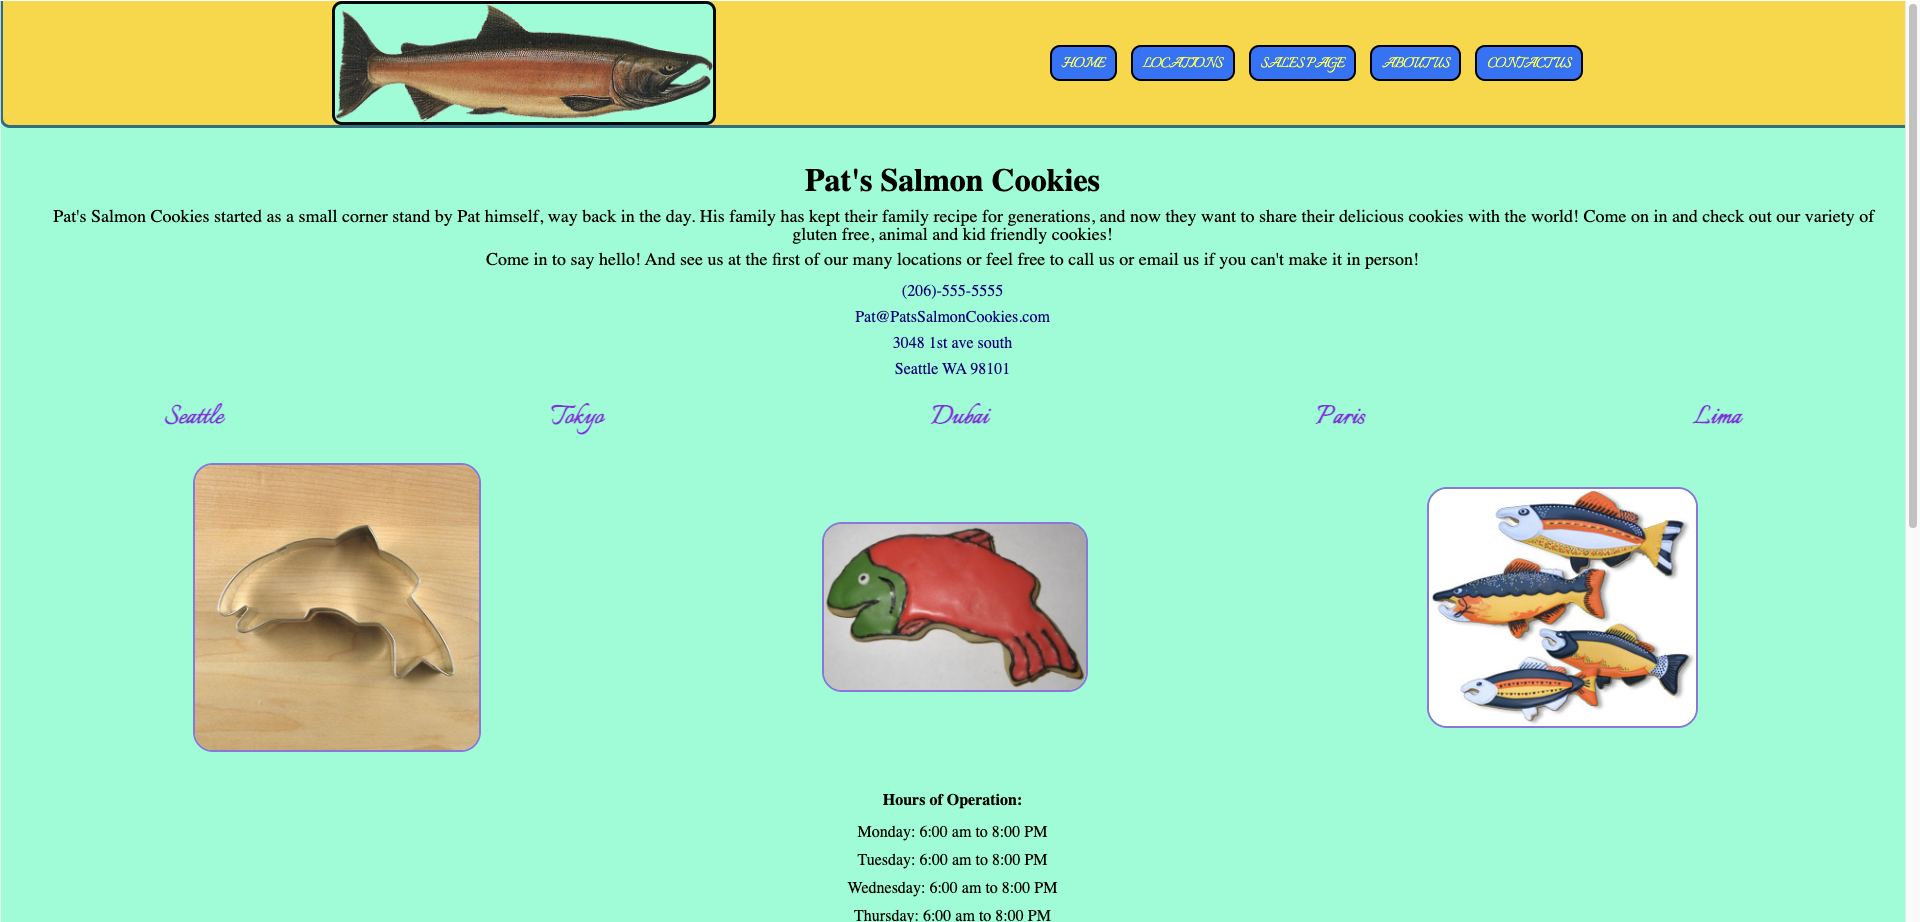 HOME LOCATIONS SALES PAGE ABOUT US CONTACT US
Pat's Salmon Cookies
Pat's Salmon Cookies started as a small corner stand by Pat himself, way back in the day. His family has kept their family recipe for generations, and now they want to share their delicious cookies with the world! Come on in and check out our variety of
gluten free, animal and kid friendly cookies!
Come in to say hello! And see us at the first of our many locations or feel free to call us or email us if you can't make it in person!
(206)-555-5555
Pat@PatsSalmonCookies.com
3048 1st ave south
Seattle WA 98101
Seattle Tokyo Dubai Paris Lima
Hours of Operation:
Monday: 6:00 am to 8:00 PM
Tuesday: 6:00 am to 8:00 PM
Wednesday: 6:00 am to 8:00 PM
Thursday: 6:00 am to 8:00 PM